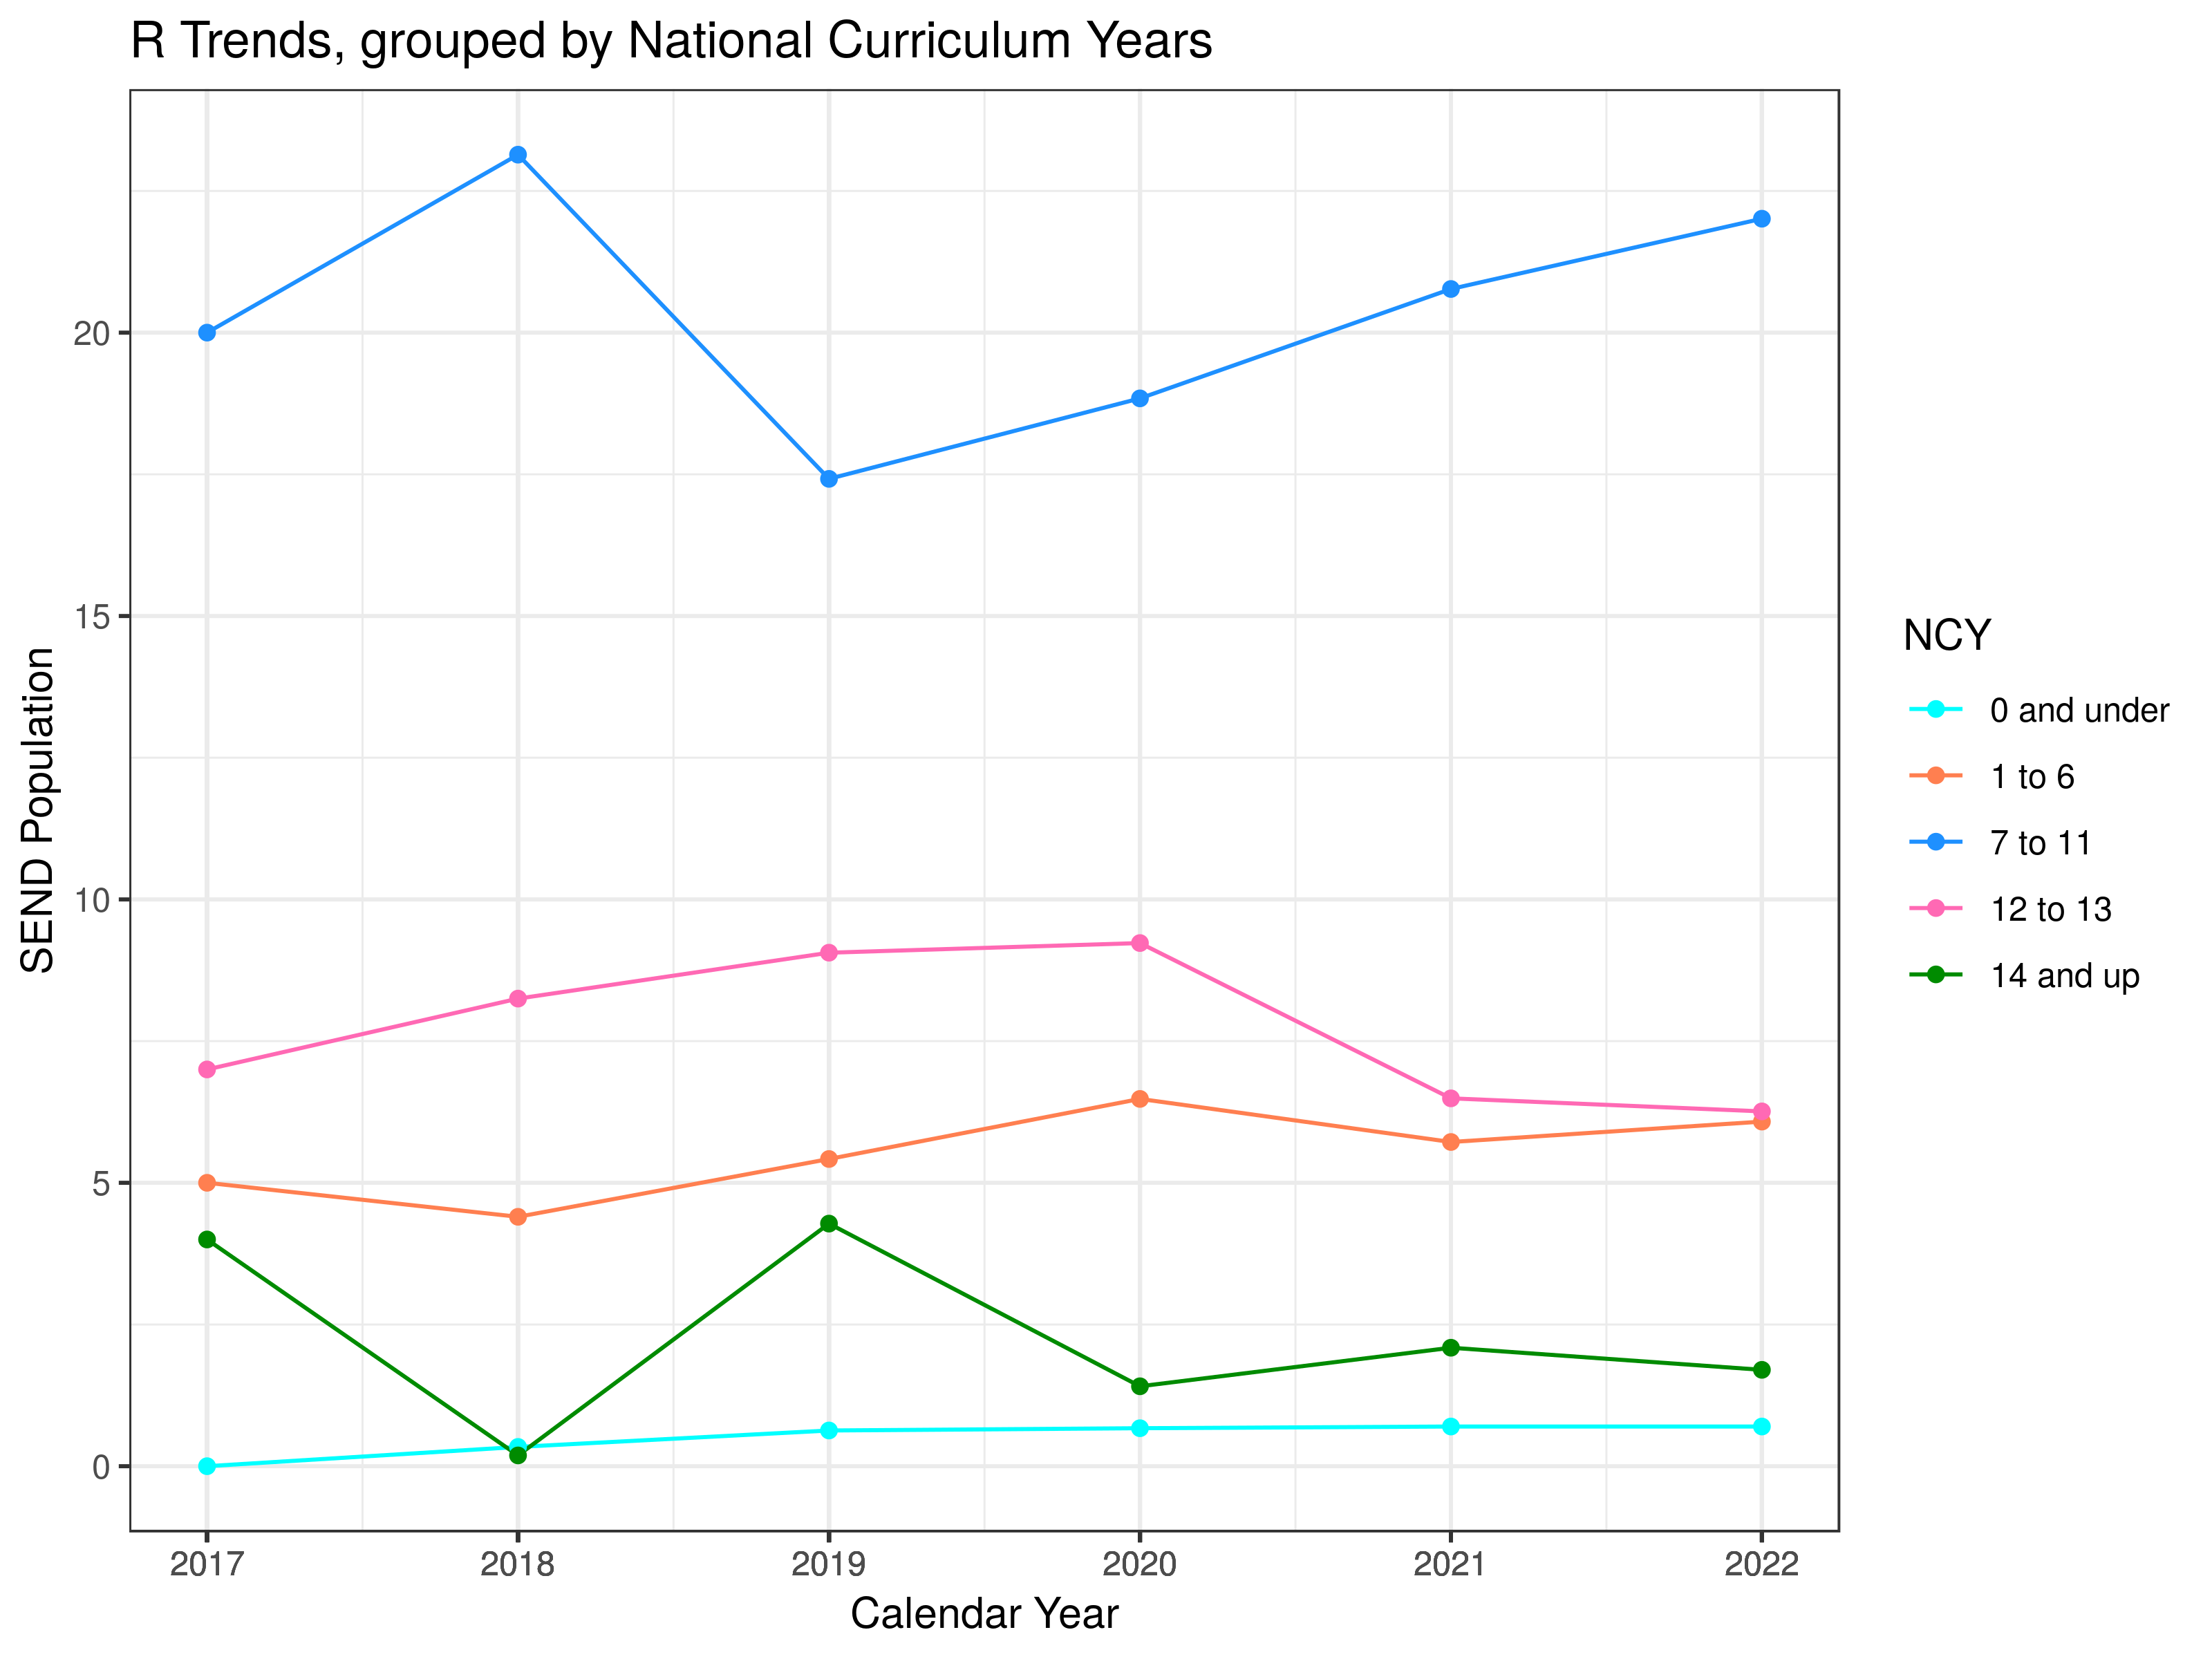 R Trends, grouped by National Curriculum Years
SEND Population
20
15
10
5
0
2017 2018 2019 2020 2021 2022
Calendar Year
NCY
0 and under
1 to 6
7 to 11
12 to 13
14 and up